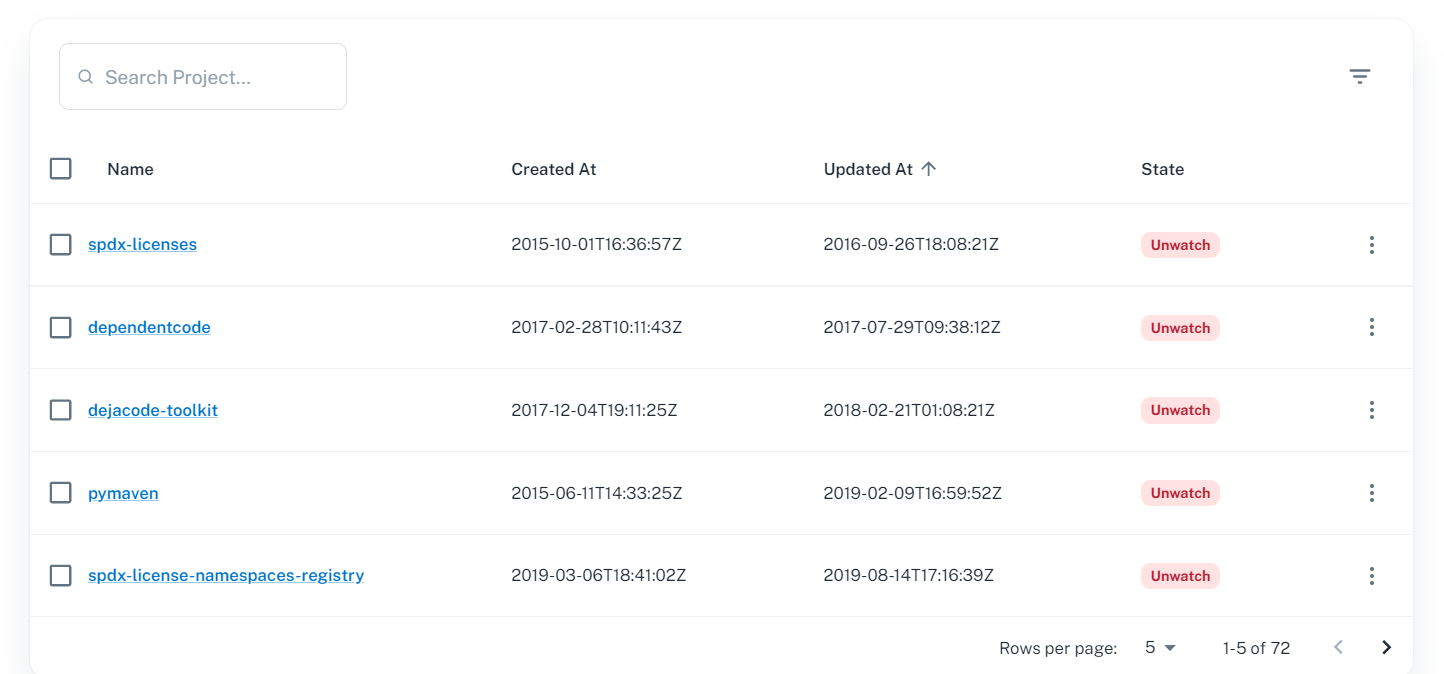 Search Project...
Name Created At Updated At State
spdx-licenses 2015-10-01T16:36:57Z 2016-09-26T18:08:21Z Unwatch
dependentcode 2017-02-28T10:11:43Z 2017-07-29T09:38:12Z Unwatch
dejacode-toolkit 2017-12-04T19:11:25Z 2018-02-21T01:08:21Z Unwatch
pymaven 2015-06-11T14:33:25Z 2019-02-09T16:59:52Z Unwatch
spdx-license-namespaces-registry 2019-03-06T18:41:02Z 2019-08-14T17:16:39Z Unwatch
Rows per page: 5 1-5 of 72